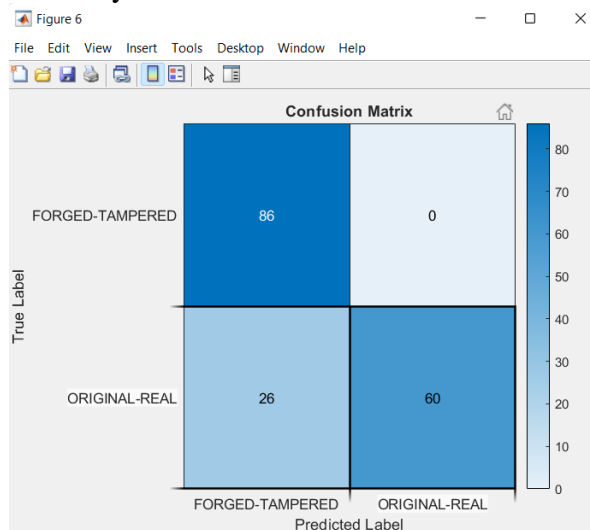 Figure 6
File Edit View Insert Tools Desktop Window Help
Confusion Matrix
FORGED-TAMPERED 86 0
ORIGINAL-REAL 26 60
FORGED-TAMPERED ORIGINAL-REAL
Predicted Label
True Label
80
70
60
50
40
30
20
10
0